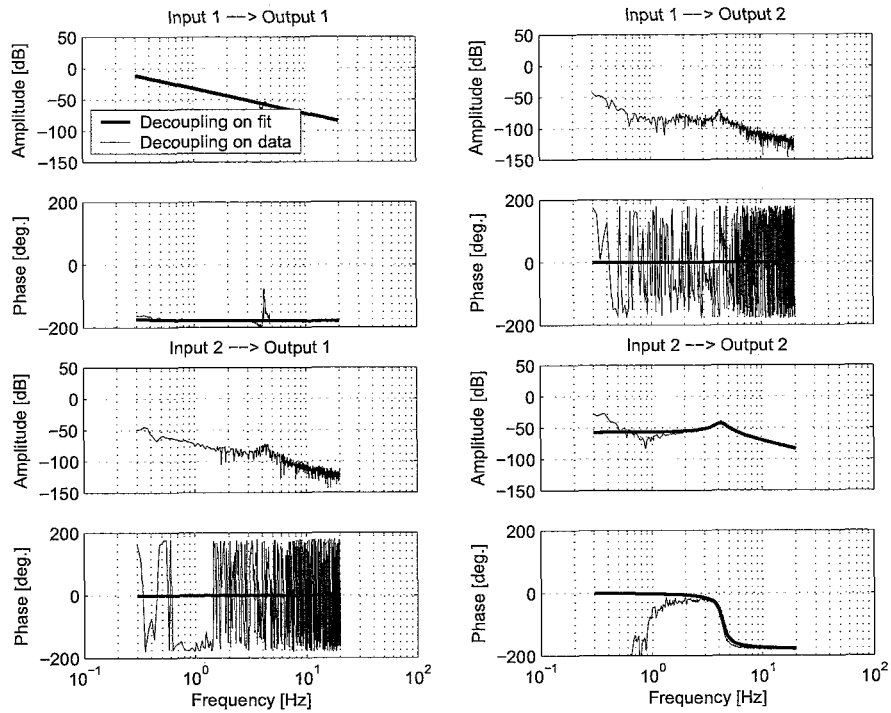 Input 1 −−> Output 1
Amplitude [dB]
50
0
−50
−100
−150
Decoupling on fit
Decoupling on data
Phase [deg.]
200
0
−200
Input 1 −−> Output 2
Amplitude [dB]
50
0
−50
−100
−150
Phase [deg.]
200
0
−200
Input 2 −−> Output 1
Amplitude [dB]
50
0
−50
−100
−150
Phase [deg.]
200
0
−200
10^−1
10^0
10^1
10^2
Frequency [Hz]
Input 2 −−> Output 2
Amplitude [dB]
50
0
−50
−100
−150
Phase [deg.]
200
0
−200
10^−1
10^0
10^1
10^2
Frequency [Hz]